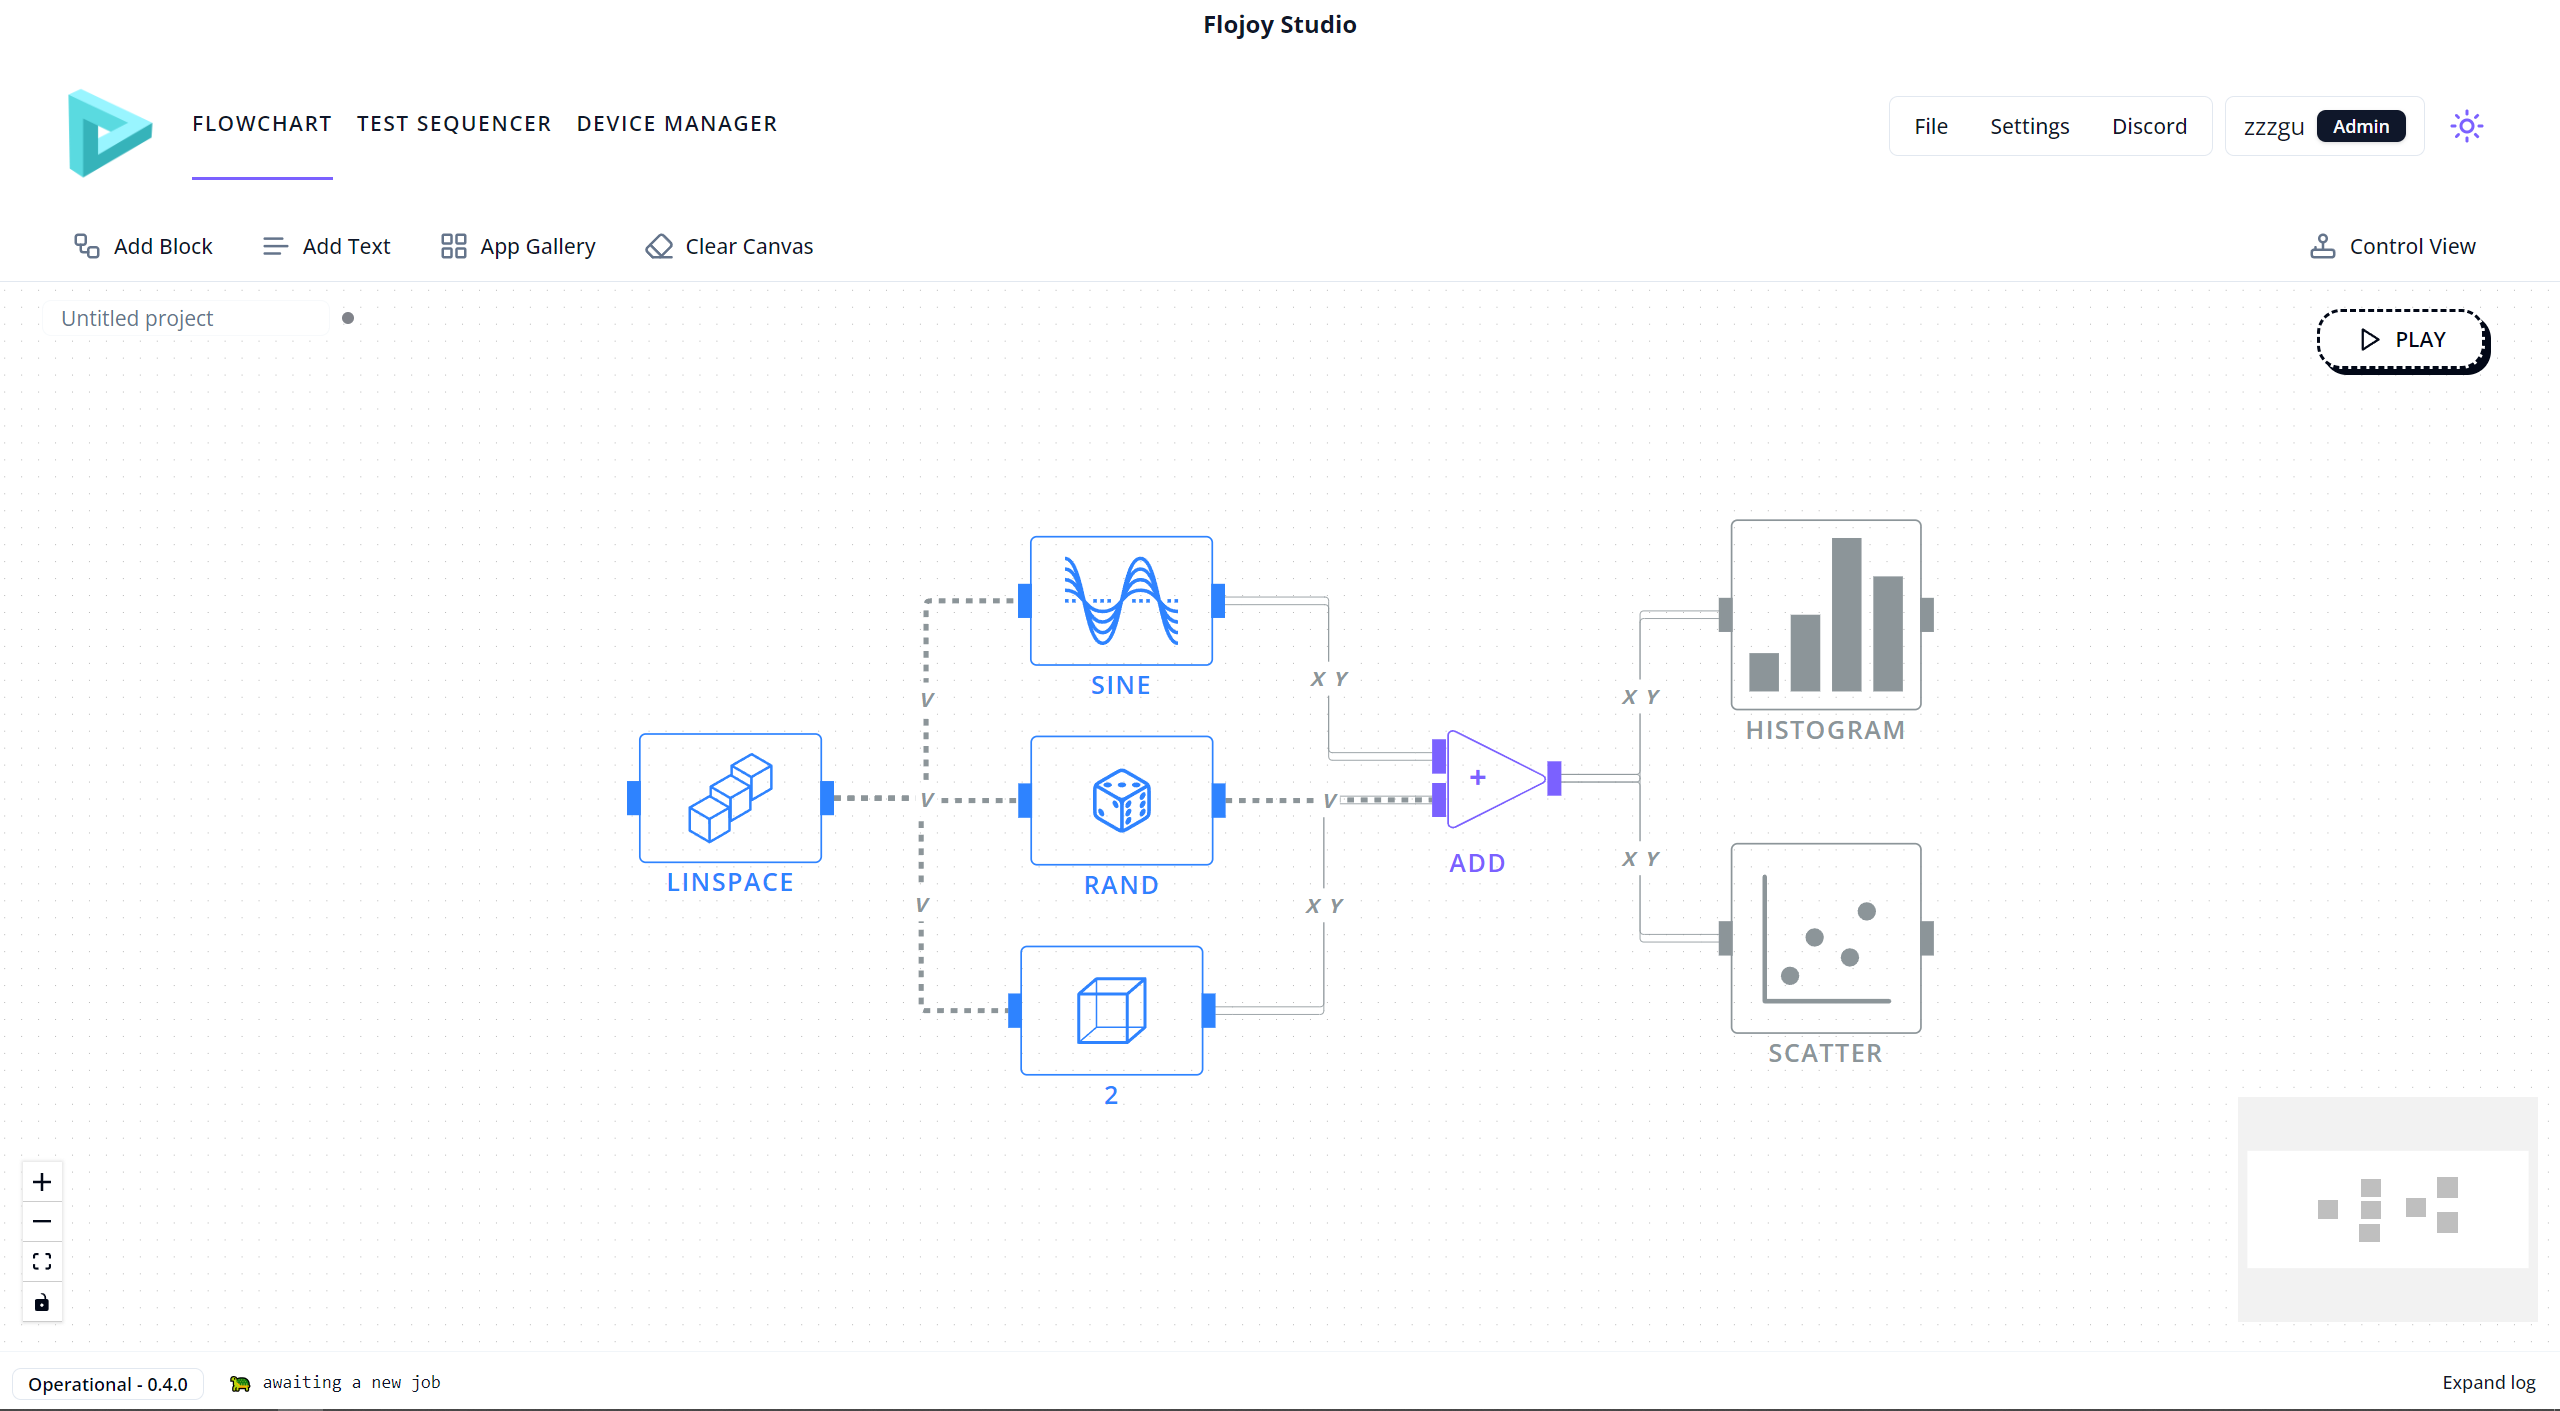 Flojoy Studio
FLOWCHART TEST SEQUENCER DEVICE MANAGER
File Settings Discord zzzgu Admin
Add Block Add Text App Gallery Clear Canvas Control View
Untitled project
PLAY
SINE
X Y
X Y
V
HISTOGRAM
V
V
+
LINSPACE
RAND
ADD
X Y
V
X Y
SCATTER
2
Operational - 0.4.0 awaiting a new job Expand log